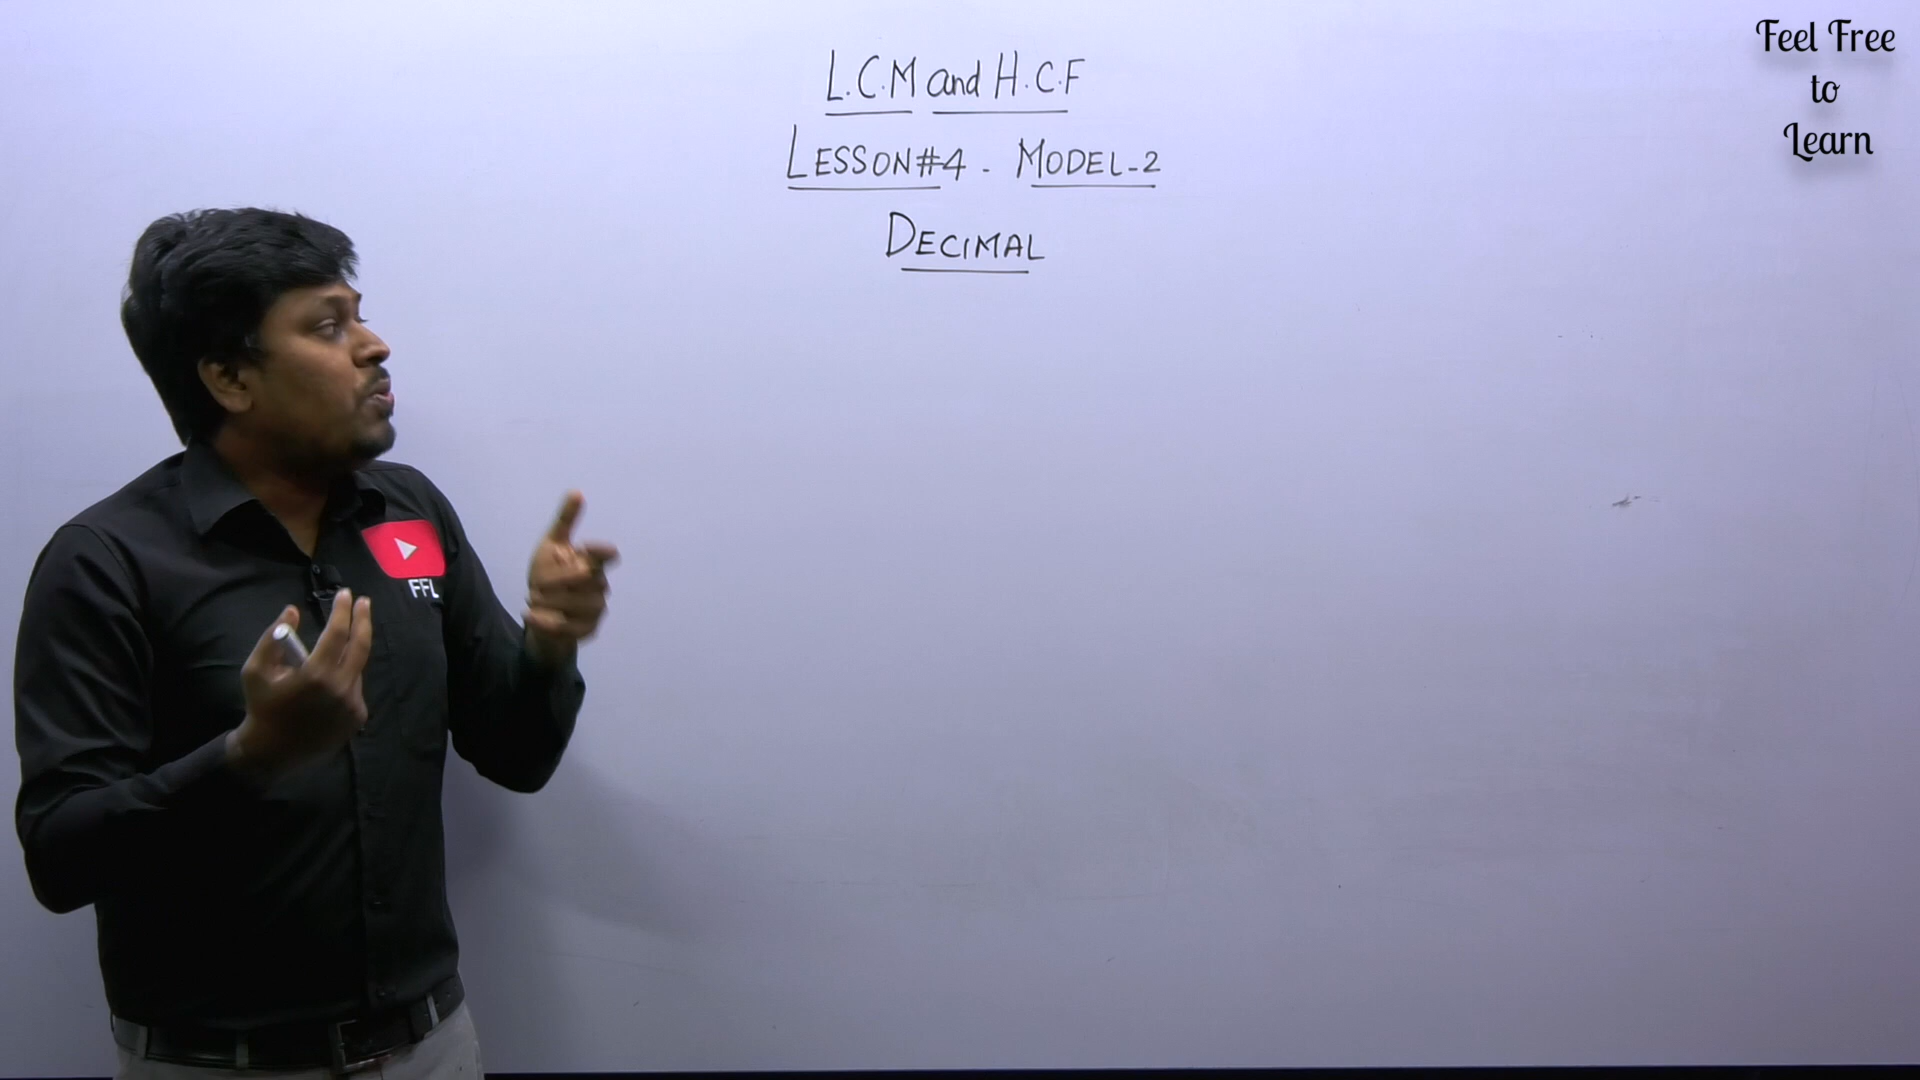 L.C.M and H.C.F
LESSON#4 - MODEL-2
DECIMAL
Feel Free
to
Learn
FFL